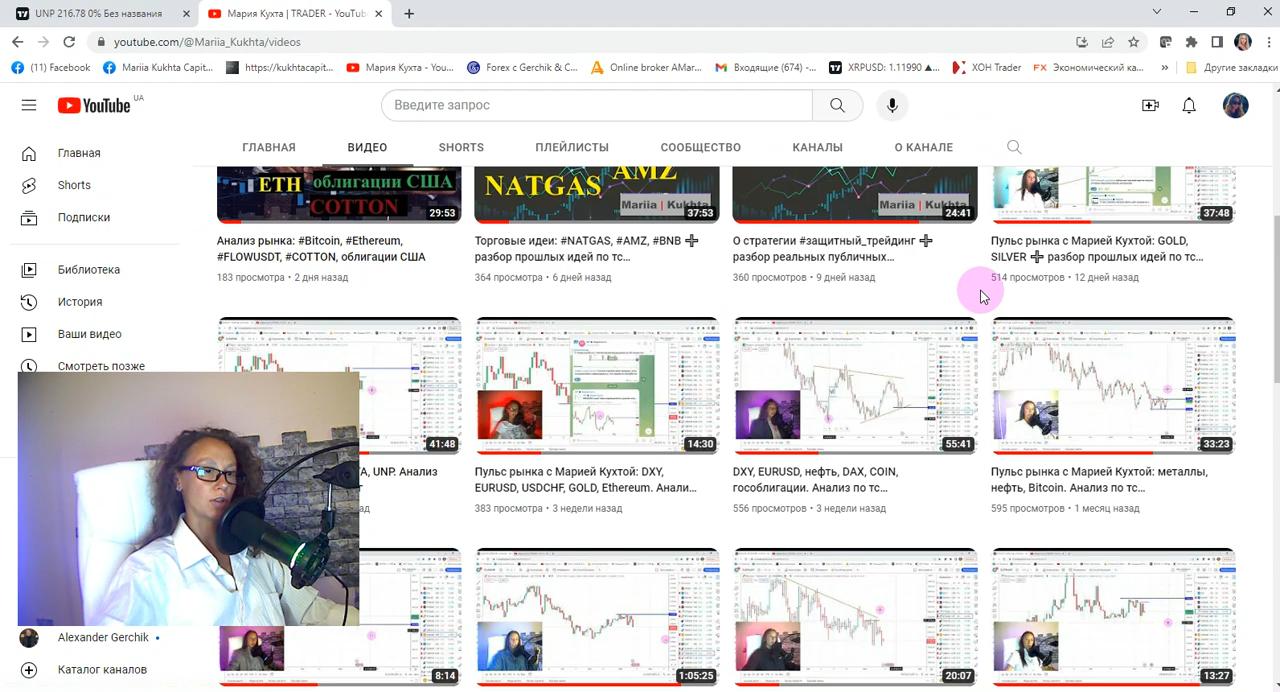 UNP 216.78 0% Без названия
Мария Кухта | TRADER - YouTub
youtube.com/@Mariia_Kukhta/videos
(11) Facebook
Mariia Kukhta Capit...
https://kukhtacapit...
Мария Кухта - You...
Forex c Gerchik & C...
Online broker AMar...
Входящие (674) -...
XRPUSD: 1.11990 ▲...
XOH Trader
Экономический ка...
»
Другие закладки
YouTube UA
Введите запрос
ГЛАВНАЯ
ВИДЕО
SHORTS
ПЛЕЙЛИСТЫ
СООБЩЕСТВО
КАНАЛЫ
О КАНАЛЕ
Главная
Shorts
Подписки
Библиотека
История
Ваши видео
Смотреть позже
Alexander Gerchik •
Каталог каналов
ETH облигации США
COTTON
29:53
Анализ рынка: #Bitcoin, #Ethereum,
#FLOWUSDT, #COTTON, облигации США
183 просмотра • 2 дня назад
AMZ
NATGAS
Mariia | Kukhta
37:53
Торговые идеи: #NATGAS, #AMZ, #BNB ➕
разбор прошлых идей по тс...
364 просмотра • 6 дней назад
Mariia | Kukhta
24:41
О стратегии #защитный_трейдинг ➕
разбор реальных публичных...
360 просмотров • 9 дней назад
37:48
Пульс рынка с Марией Кухтой: GOLD,
SILVER ➕ разбор прошлых идей по тс...
514 просмотров • 12 дней назад
41:48
A, UNP. Анализ
зад
14:30
Пульс рынка с Марией Кухтой: DXY,
EURUSD, USDCHF, GOLD, Ethereum. Анали...
383 просмотра • 3 недели назад
55:41
DXY, EURUSD, нефть, DAX, COIN,
гособлигации. Анализ по тс...
556 просмотров • 3 недели назад
33:23
Пульс рынка с Марией Кухтой: металлы,
нефть, Bitcoin. Анализ по тс...
595 просмотров • 1 месяц назад
8:14
1:05:25
20:07
13:27